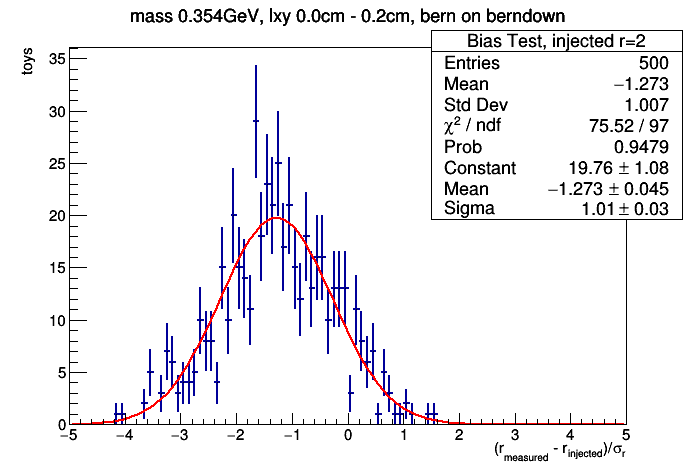 mass 0.354GeV, lxy 0.0cm - 0.2cm, bern on berndown
Bias Test, injected r=2
Entries 500
Mean −1.273
Std Dev 1.007
χ² / ndf 75.52 / 97
Prob 0.9479
Constant 19.76 ± 1.08
Mean −1.273 ± 0.045
Sigma 1.01 ± 0.03
toys
35
30
25
20
15
10
5
0
−5 −4 −3 −2 −1 0 1 2 3 4 5
(r_measured - r_injected)/σ_r